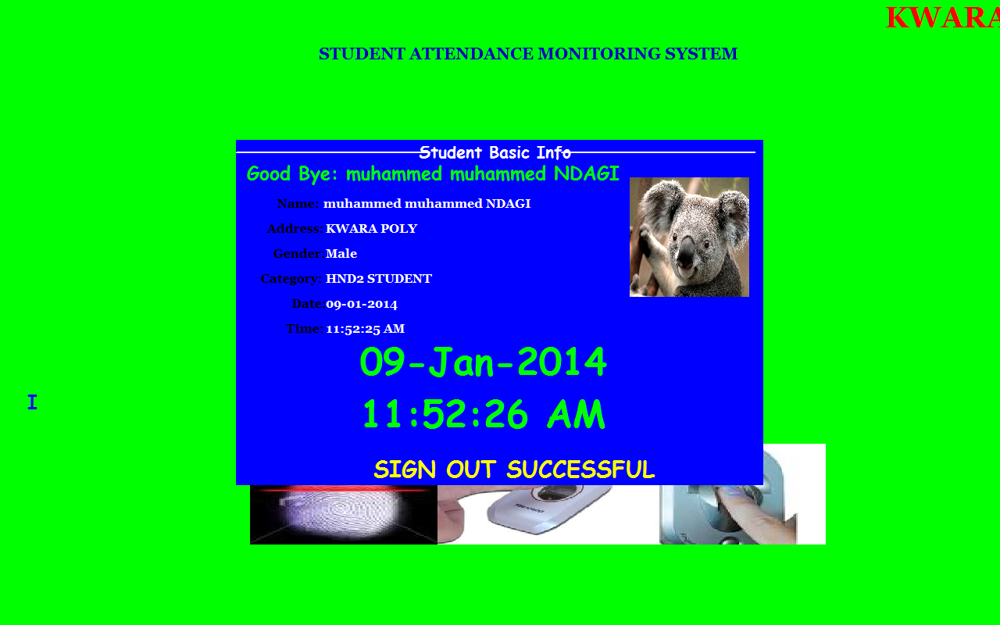 KWARA
STUDENT ATTENDANCE MONITORING SYSTEM
Student Basic Info
Good Bye: muhammed muhammed NDAGI
Name: muhammed muhammed NDAGI
Address: KWARA POLY
Gender: Male
Category: HND2 STUDENT
Date: 09-01-2014
Time: 11:52:25 AM
09-Jan-2014
11:52:26 AM
I
SIGN OUT SUCCESSFUL